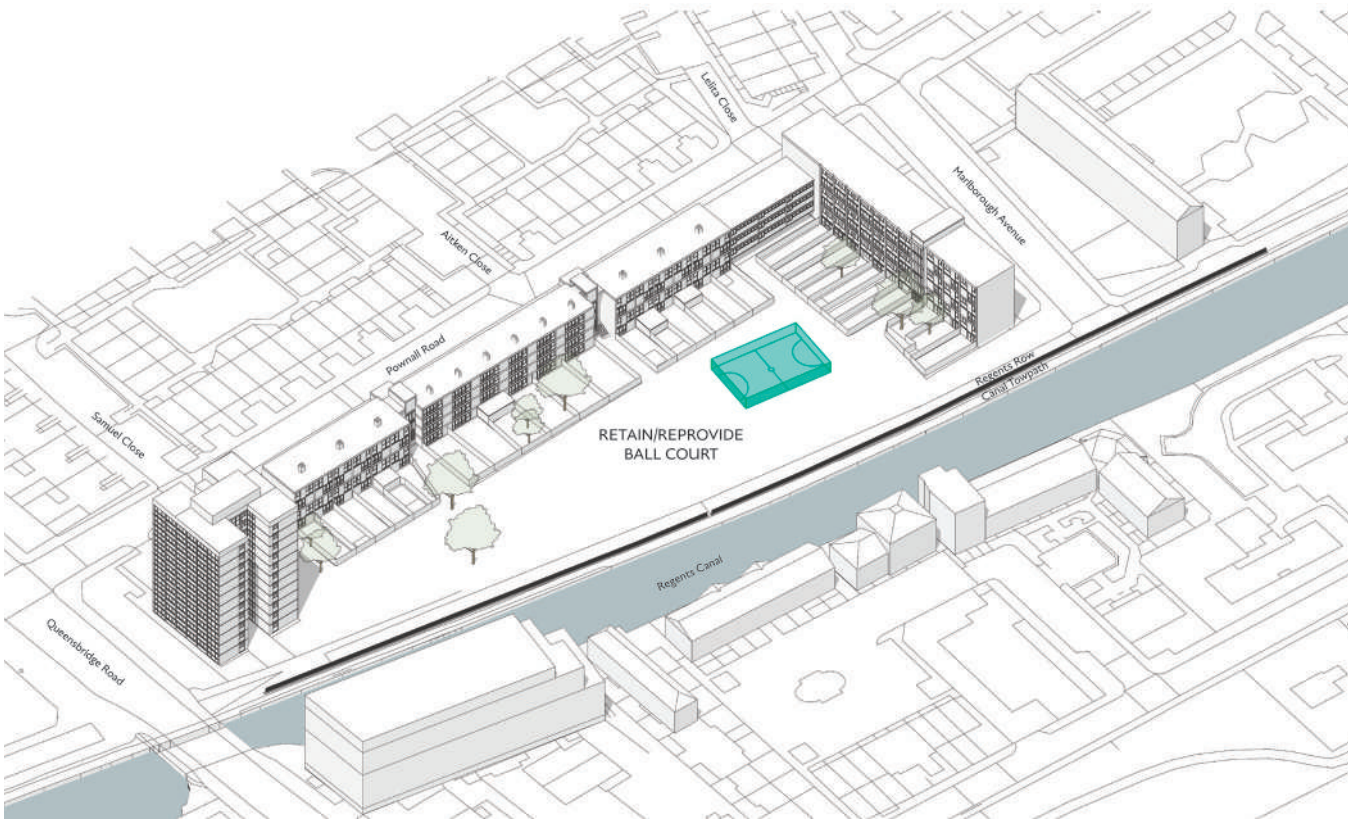 Lelita Close
Marlborough Avenue
Aitken Close
Pownall Road
Samuel Close
Regents Row
Canal Towpath
RETAIN/REPROVIDE
BALL COURT
Regents Canal
Queensbridge Road